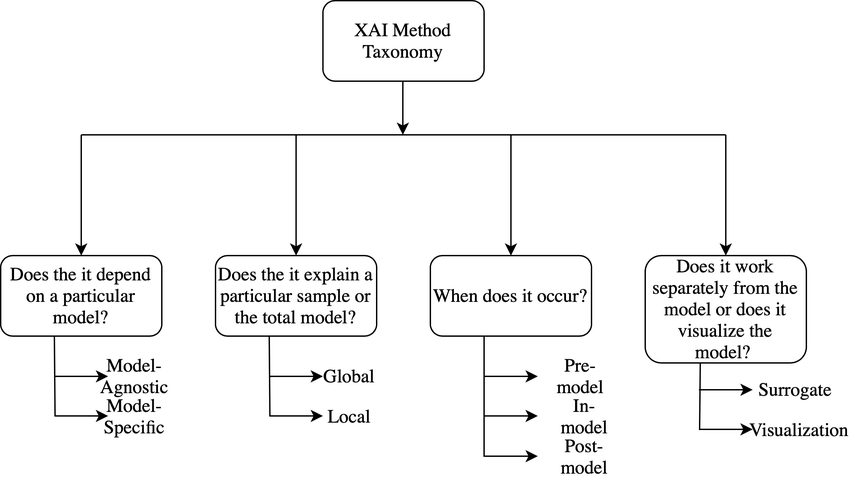 XAI Method
Taxonomy
Does the it depend
on a particular
model?
Model-
Agnostic
Model-
Specific
Does the it explain a
particular sample or
the total model?
Global
Local
When does it occur?
Pre-
model
In-
model
Post-
model
Does it work
separately from the
model or does it
visualize the
model?
Surrogate
Visualization